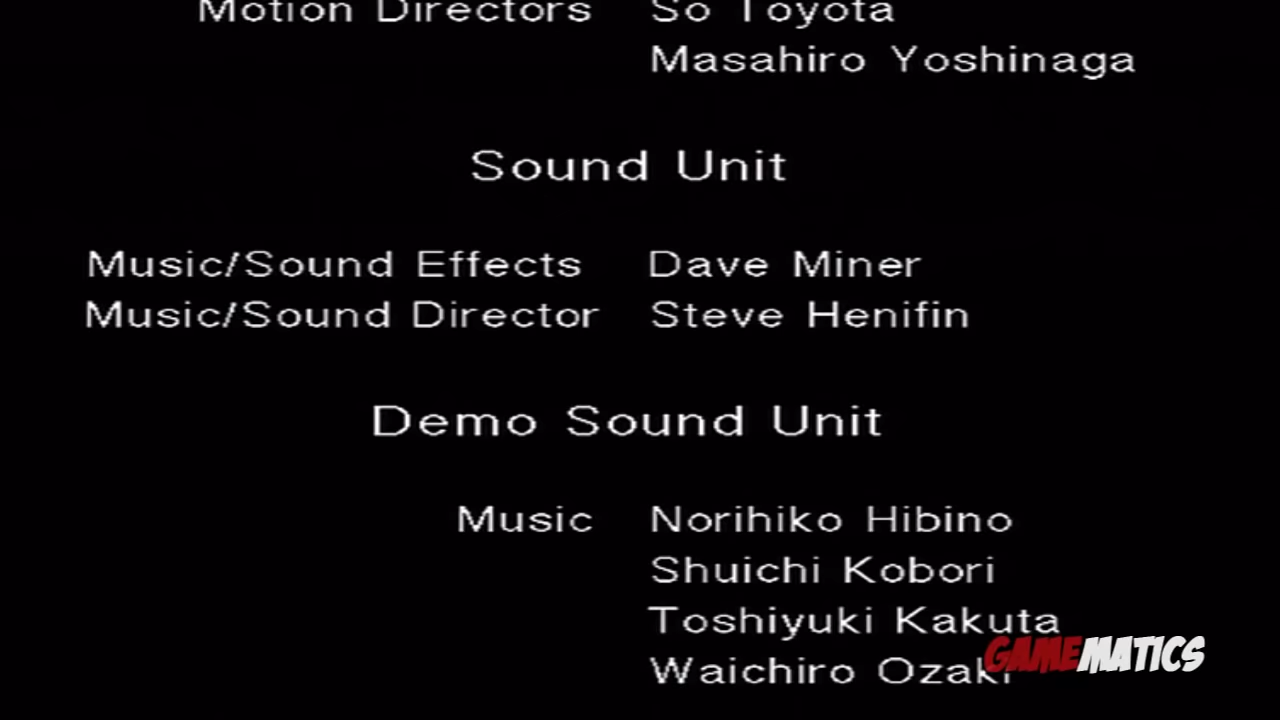 Motion Directors So Toyota
Masahiro Yoshinaga
Sound Unit
Music/Sound Effects Dave Miner
Music/Sound Director Steve Henifin
Demo Sound Unit
Music Norihiko Hibino
Shuichi Kobori
Toshiyuki Kakuta
Waichiro Ozaki
GAMEMATICS